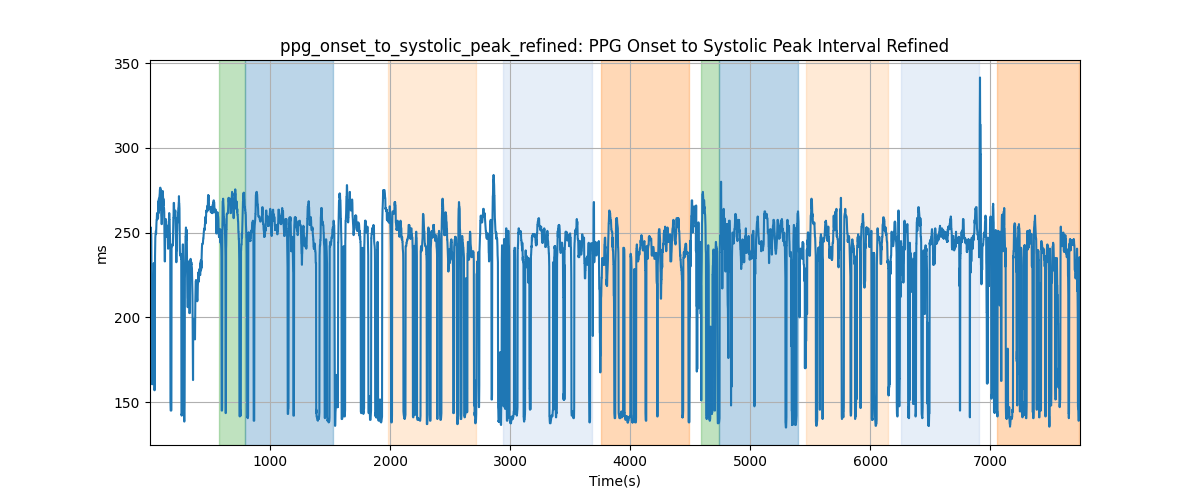 ppg_onset_to_systolic_peak_refined: PPG Onset to Systolic Peak Interval Refined
350
300
250
200
150
ms
1000 2000 3000 4000 5000 6000 7000
Time(s)